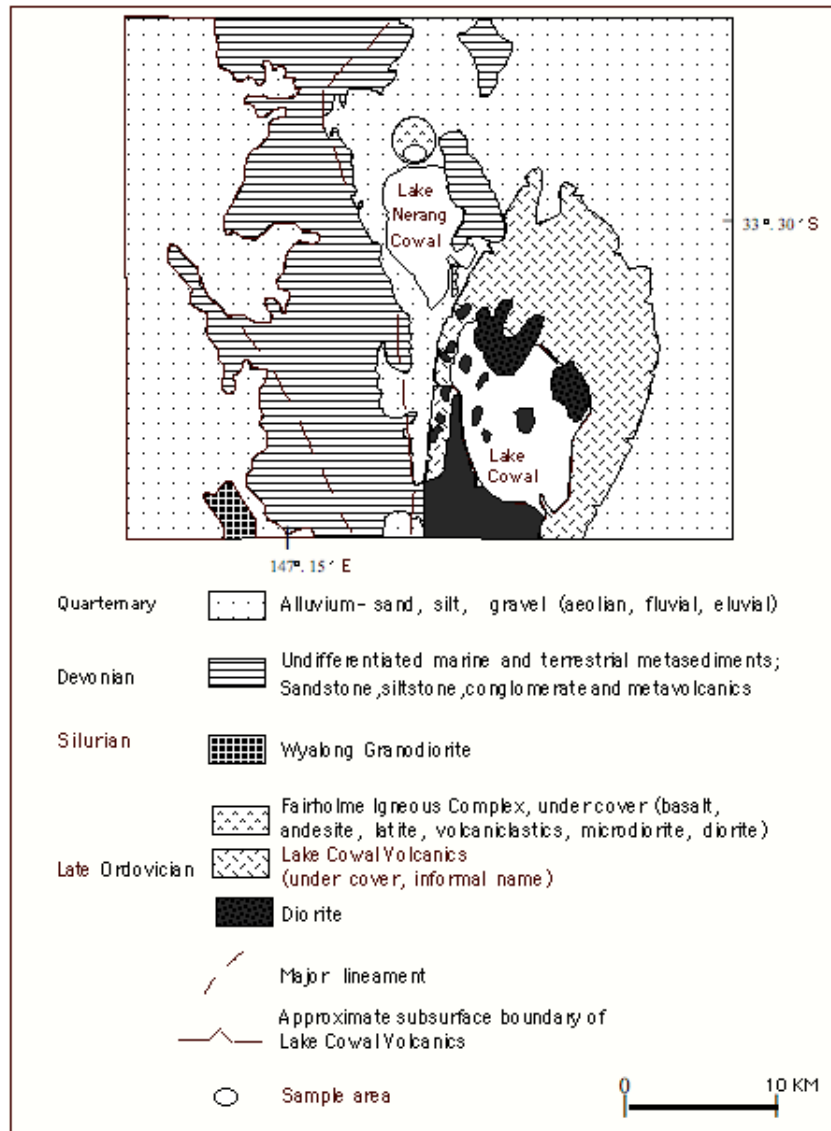 Lake
Nerang
Cowal
33°. 30´ S
Lake
Cowal
147°. 15´ E
Quarternary
Alluvium- sand, silt, gravel (aeolian, fluvial, eluvial)
Devonian
Undifferentiated marine and terrestrial metasediments;
Sandstone,siltstone,conglomerate and metavolcanics
Silurian
Wyalong Granodiorite
Fairholme Igneous Complex, under cover (basalt,
andesite, latite, volcaniclastics, microdiorite, diorite)
Late Ordovician
Lake Cowal Volcanics
(under cover, informal name)
Diorite
Major lineament
Approximate subsurface boundary of
Lake Cowal Volcanics
Sample area
0 10 KM